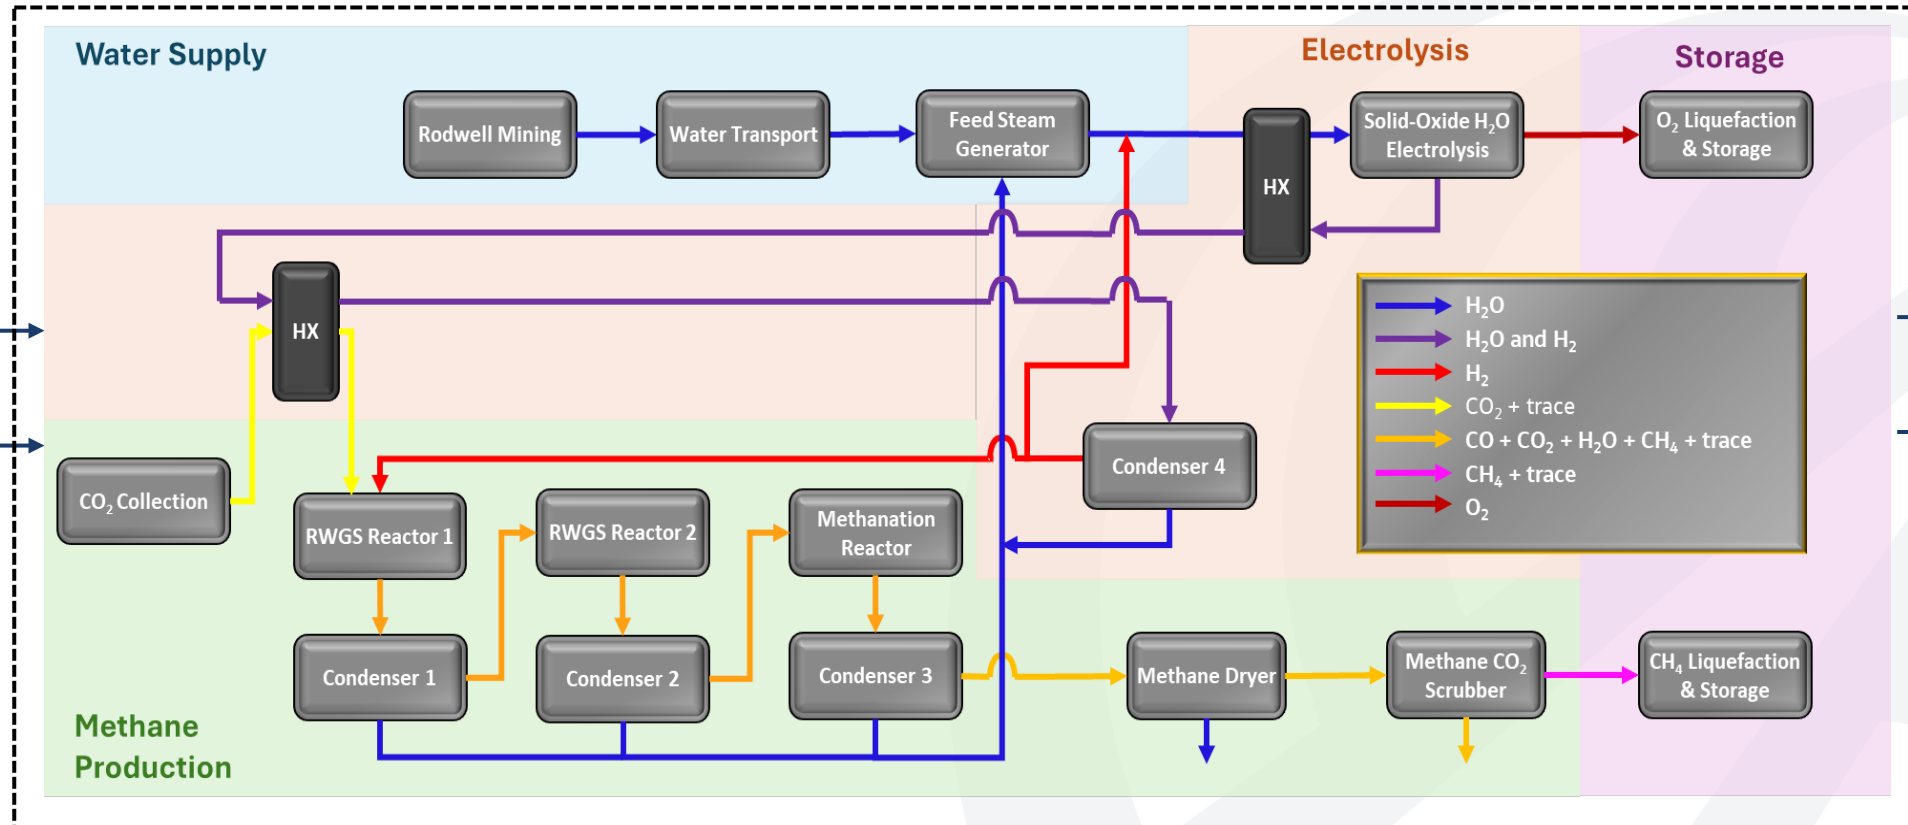 Water Supply
Electrolysis
Storage
Rodwell Mining
Water Transport
Feed Steam
Generator
HX
Solid-Oxide H₂O
Electrolysis
O₂ Liquefaction
& Storage
HX
H₂O
H₂O and H₂
H₂
CO₂ + trace
CO + CO₂ + H₂O + CH₄ + trace
CH₄ + trace
O₂
Condenser 4
CO₂ Collection
RWGS Reactor 1
RWGS Reactor 2
Methanation
Reactor
Condenser 1
Condenser 2
Condenser 3
Methane Dryer
Methane CO₂
Scrubber
CH₄ Liquefaction
& Storage
Methane
Production